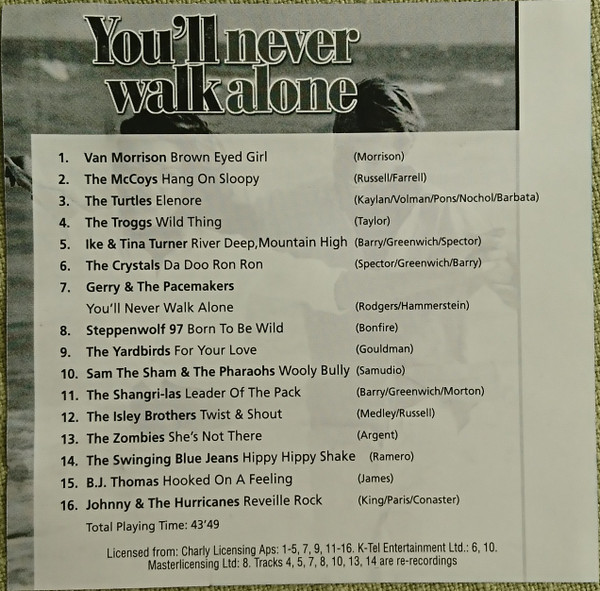 You'll never
walk alone
1. Van Morrison Brown Eyed Girl (Morrison)
2. The McCoys Hang On Sloopy (Russell/Farrell)
3. The Turtles Elenore (Kaylan/Volman/Pons/Nochol/Barbata)
4. The Troggs Wild Thing (Taylor)
5. Ike & Tina Turner River Deep,Mountain High (Barry/Greenwich/Spector)
6. The Crystals Da Doo Ron Ron (Spector/Greenwich/Barry)
7. Gerry & The Pacemakers
You'll Never Walk Alone (Rodgers/Hammerstein)
8. Steppenwolf 97 Born To Be Wild (Bonfire)
9. The Yardbirds For Your Love (Gouldman)
10. Sam The Sham & The Pharaohs Wooly Bully (Samudio)
11. The Shangri-las Leader Of The Pack (Barry/Greenwich/Morton)
12. The Isley Brothers Twist & Shout (Medley/Russell)
13. The Zombies She's Not There (Argent)
14. The Swinging Blue Jeans Hippy Hippy Shake (Ramero)
15. B.J. Thomas Hooked On A Feeling (James)
16. Johnny & The Hurricanes Reveille Rock (King/Paris/Conaster)
Total Playing Time: 43'49
Licensed from: Charly Licensing Aps: 1-5, 7, 9, 11-16. K-Tel Entertainment Ltd.: 6, 10.
Masterlicensing Ltd: 8. Tracks 4, 5, 7, 8, 10, 13, 14 are re-recordings